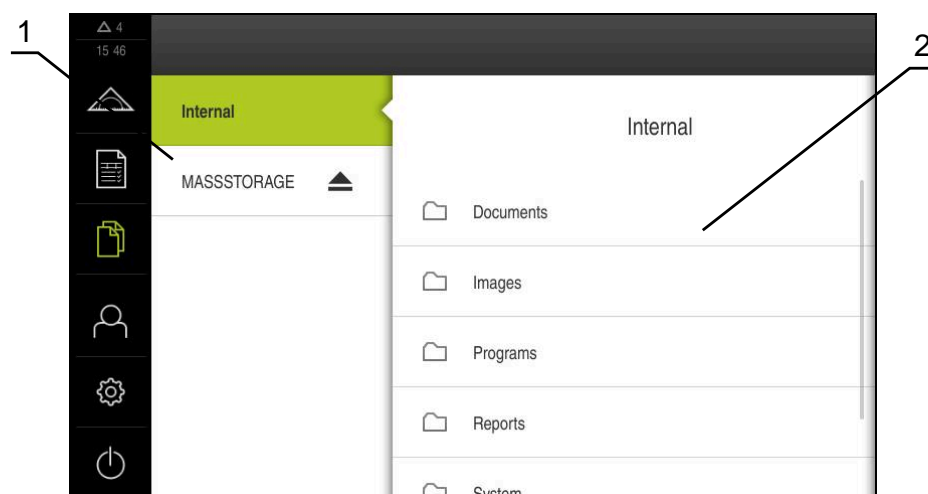 1
2
△ 4
15 46
Internal
MASSSTORAGE
Internal
Documents
Images
Programs
Reports
System